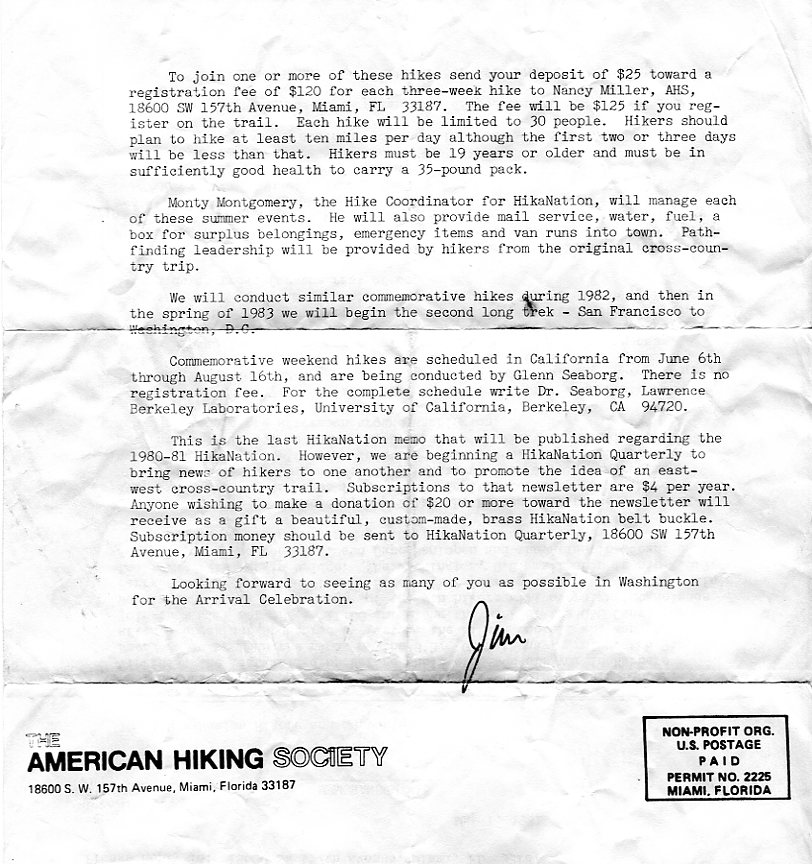 To join one or more of these hikes send your deposit of $25 toward a
registration fee of $120 for each three-week hike to Nancy Miller, AHS,
18600 SW 157th Avenue, Miami, FL 33187. The fee will be $125 if you reg-
ister on the trail. Each hike will be limited to 30 people. Hikers should
plan to hike at least ten miles per day although the first two or three days
will be less than that. Hikers must be 19 years or older and must be in
sufficiently good health to carry a 35-pound pack.
Monty Montgomery, the Hike Coordinator for HikaNation, will manage each
of these summer events. He will also provide mail service, water, fuel, a
box for surplus belongings, emergency items and van runs into town. Path-
finding leadership will be provided by hikers from the original cross-coun-
try trip.
We will conduct similar commemorative hikes during 1982, and then in
the spring of 1983 we will begin the second long trek - San Francisco to
Washington, D.C.
Commemorative weekend hikes are scheduled in California from June 6th
through August 16th, and are being conducted by Glenn Seaborg. There is no
registration fee. For the complete schedule write Dr. Seaborg, Lawrence
Berkeley Laboratories, University of California, Berkeley, CA 94720.
This is the last HikaNation memo that will be published regarding the
1980-81 HikaNation. However, we are beginning a HikaNation Quarterly to
bring news of hikers to one another and to promote the idea of an east-
west cross-country trail. Subscriptions to that newsletter are $4 per year.
Anyone wishing to make a donation of $20 or more toward the newsletter will
receive as a gift a beautiful, custom-made, brass HikaNation belt buckle.
Subscription money should be sent to HikaNation Quarterly, 18600 SW 157th
Avenue, Miami, FL 33187.
Looking forward to seeing as many of you as possible in Washington
for the Arrival Celebration.
Jim
THE
AMERICAN HIKING SOCIETY
18600 S. W. 157th Avenue, Miami, Florida 33187
NON-PROFIT ORG.
U.S. POSTAGE
PAID
PERMIT NO. 2225
MIAMI, FLORIDA